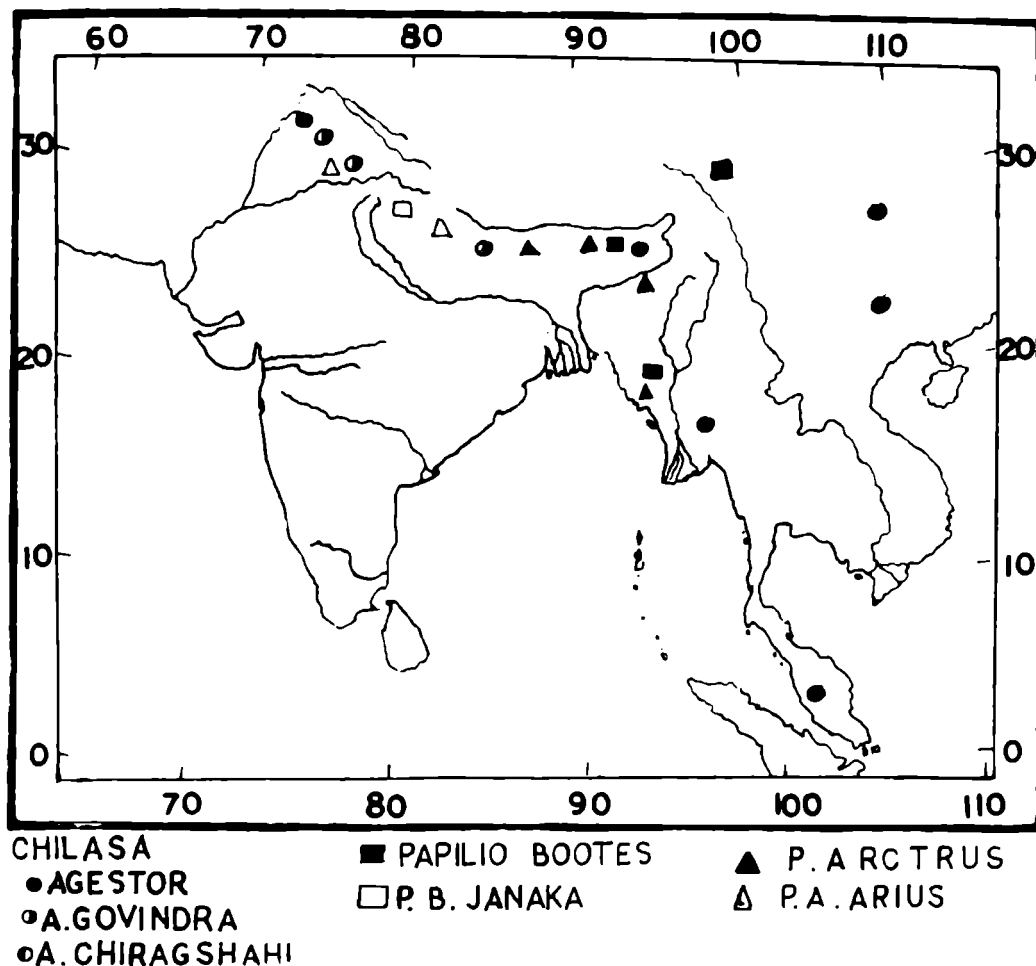 60 70 80 90 100 110
30 30
20 20
10 10
0 0
70 80 90 100 110
CHILASA
AGESTOR
A.GOVINDRA
A. CHIRAGSHAHI
PAPILIO BOOTES
P. B. JANAKA
P. ARCTRUS
P.A. ARIUS